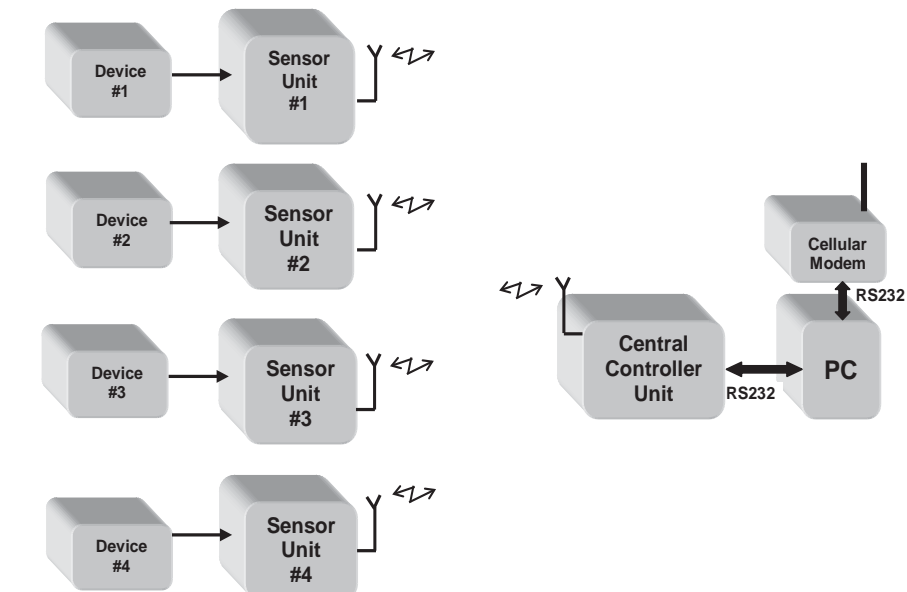 Device
#1
Sensor
Unit
#1
Device
#2
Sensor
Unit
#2
Device
#3
Sensor
Unit
#3
Device
#4
Sensor
Unit
#4
Cellular
Modem
RS232
Central
Controller
Unit
RS232
PC